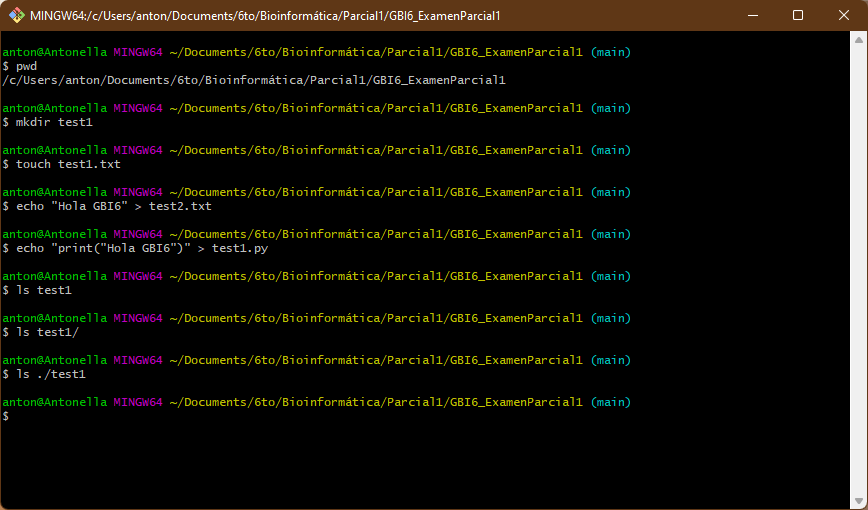 MINGW64:/c/Users/anton/Documents/6to/Bioinformática/Parcial1/GBI6_ExamenParcial1
anton@Antonella MINGW64 ~/Documents/6to/Bioinformática/Parcial1/GBI6_ExamenParcial1 (main)
$ pwd
/c/Users/anton/Documents/6to/Bioinformática/Parcial1/GBI6_ExamenParcial1
anton@Antonella MINGW64 ~/Documents/6to/Bioinformática/Parcial1/GBI6_ExamenParcial1 (main)
$ mkdir test1
anton@Antonella MINGW64 ~/Documents/6to/Bioinformática/Parcial1/GBI6_ExamenParcial1 (main)
$ touch test1.txt
anton@Antonella MINGW64 ~/Documents/6to/Bioinformática/Parcial1/GBI6_ExamenParcial1 (main)
$ echo "Hola GBI6" > test2.txt
anton@Antonella MINGW64 ~/Documents/6to/Bioinformática/Parcial1/GBI6_ExamenParcial1 (main)
$ echo "print("Hola GBI6")" > test1.py
anton@Antonella MINGW64 ~/Documents/6to/Bioinformática/Parcial1/GBI6_ExamenParcial1 (main)
$ ls test1
anton@Antonella MINGW64 ~/Documents/6to/Bioinformática/Parcial1/GBI6_ExamenParcial1 (main)
$ ls test1/
anton@Antonella MINGW64 ~/Documents/6to/Bioinformática/Parcial1/GBI6_ExamenParcial1 (main)
$ ls ./test1
anton@Antonella MINGW64 ~/Documents/6to/Bioinformática/Parcial1/GBI6_ExamenParcial1 (main)
$